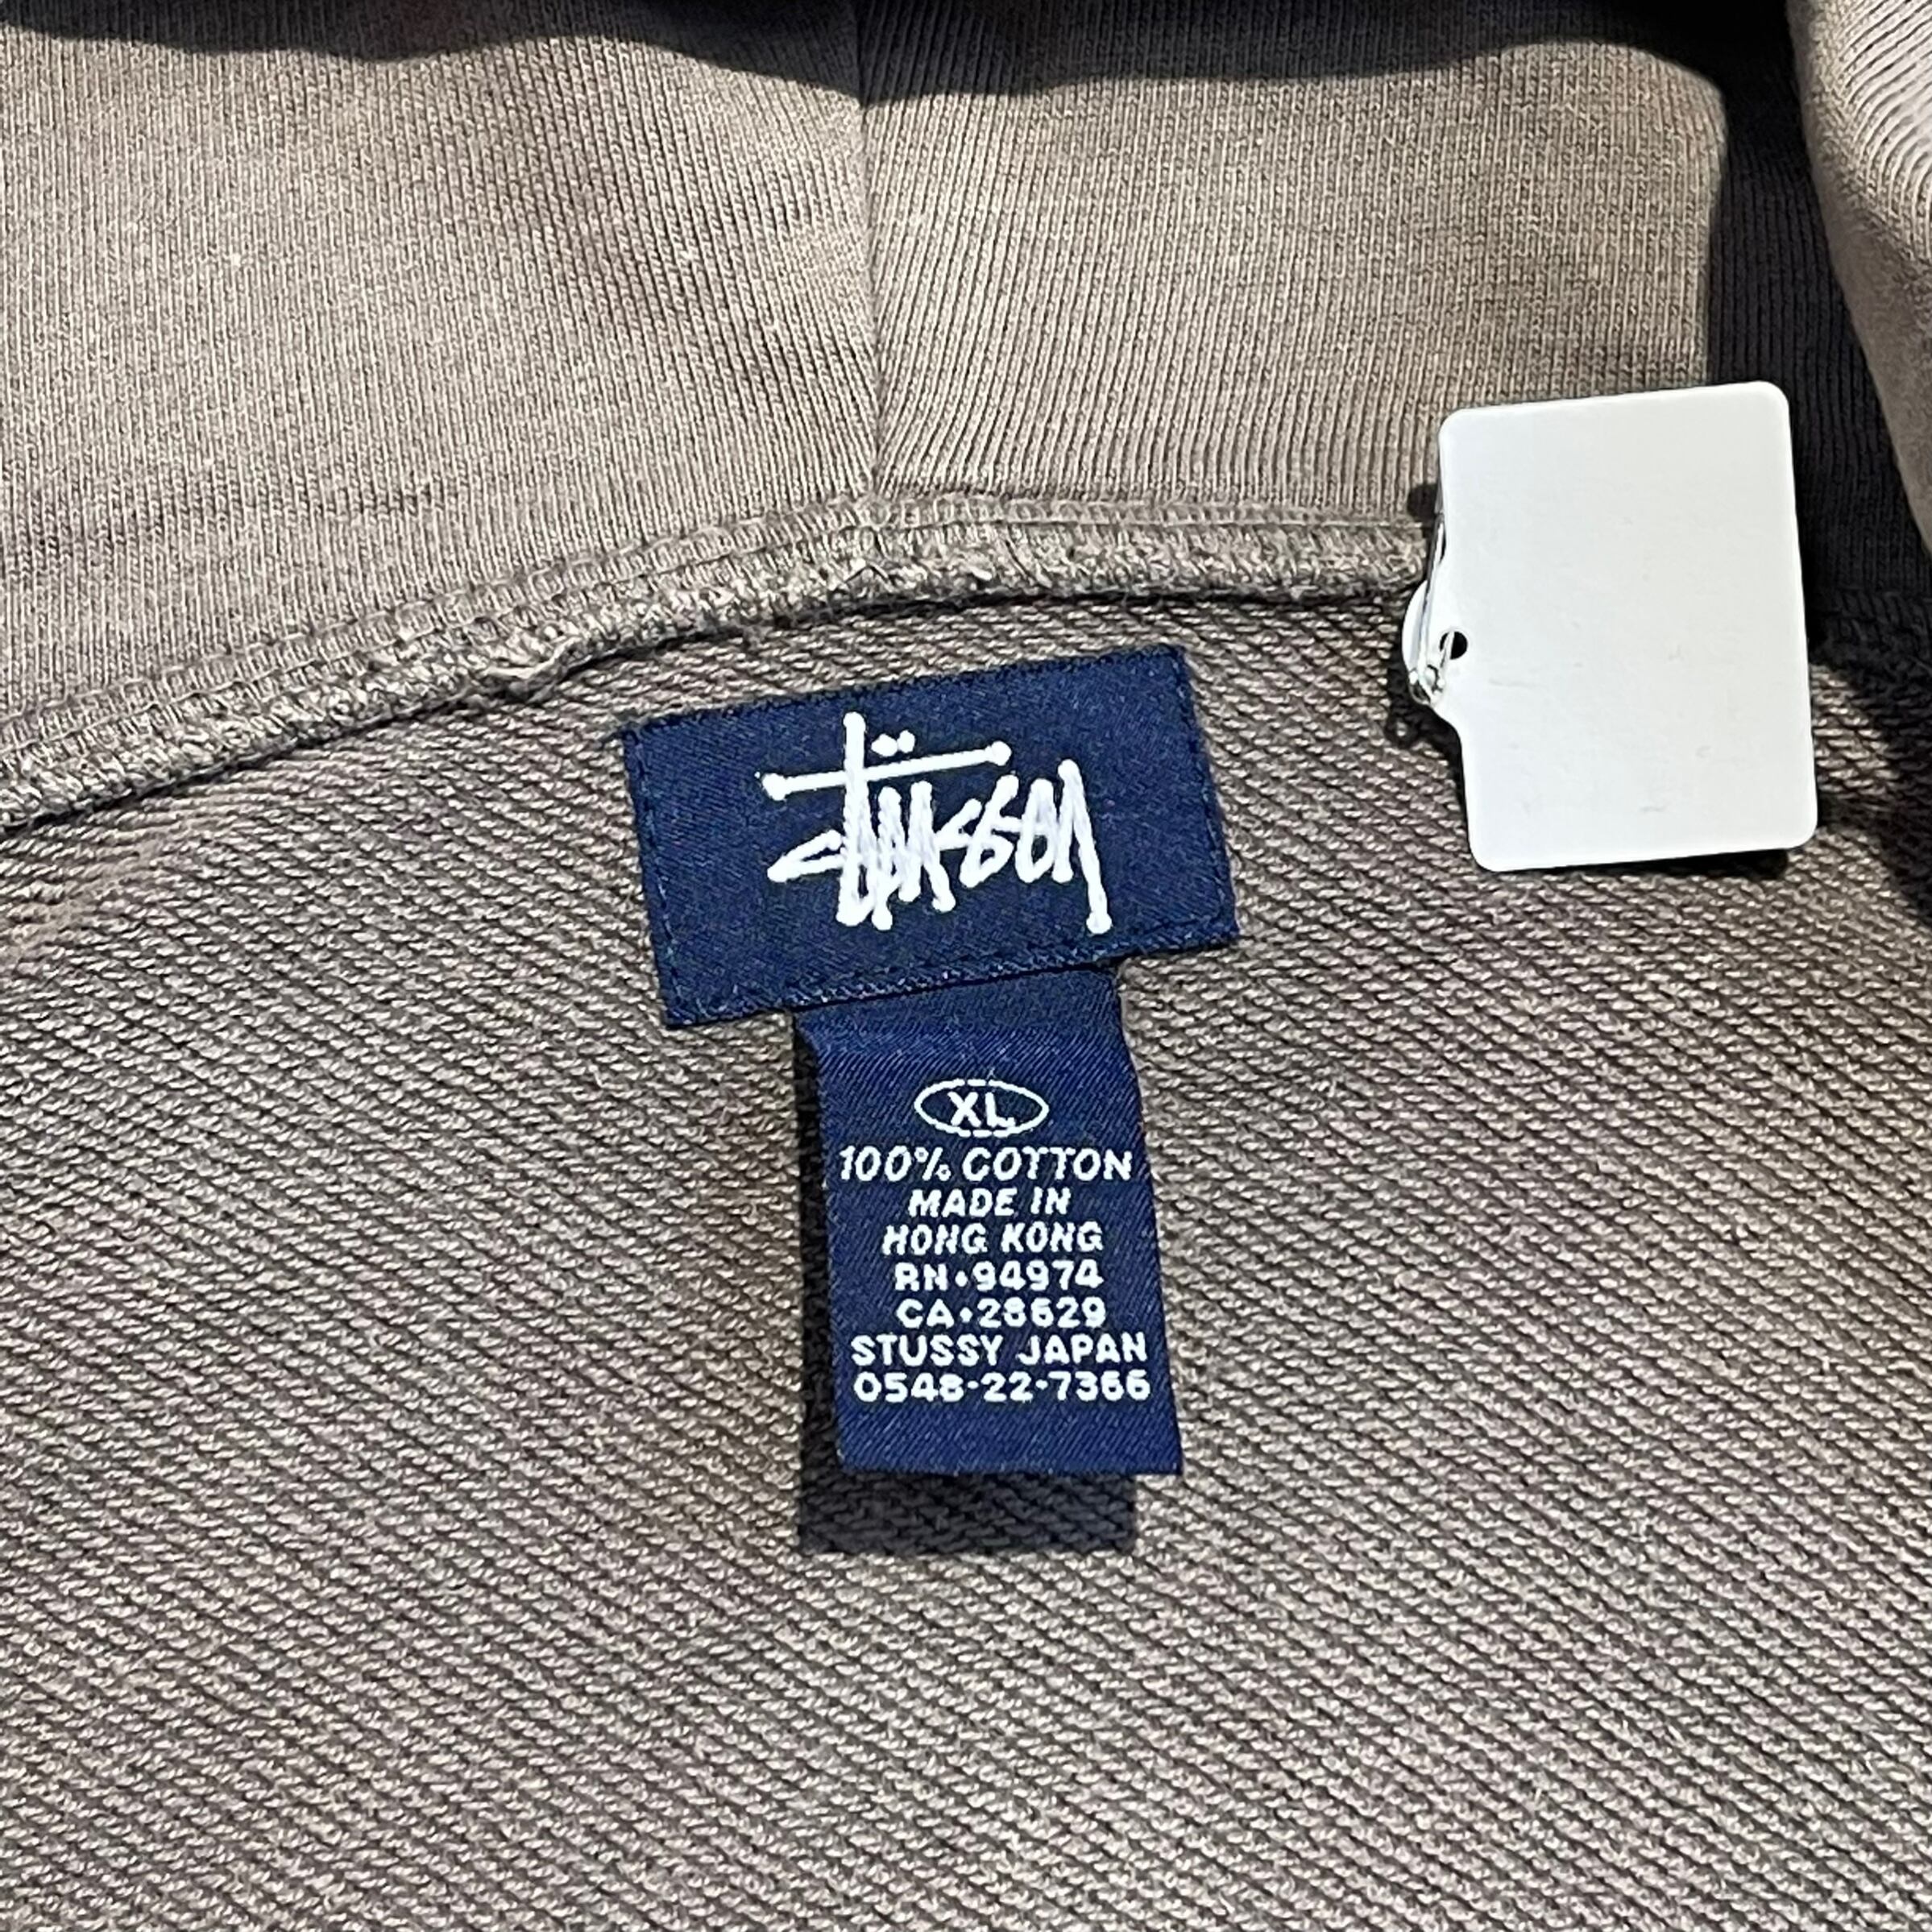 Stüssy
XL
100% COTTON
MADE IN
HONG KONG
RN•94974
CA•28629
STUSSY JAPAN
0548-22-7366